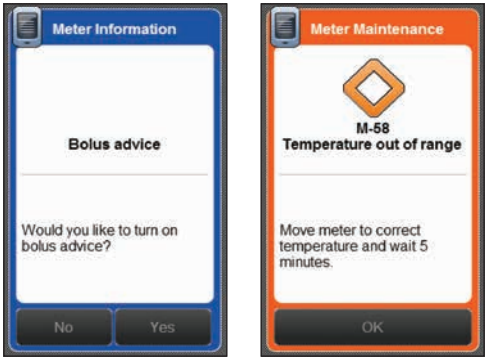 Meter Information
Bolus advice
Would you like to turn on
bolus advice?
No
Yes
Meter Maintenance
M-58
Temperature out of range
Move meter to correct
temperature and wait 5
minutes.
OK